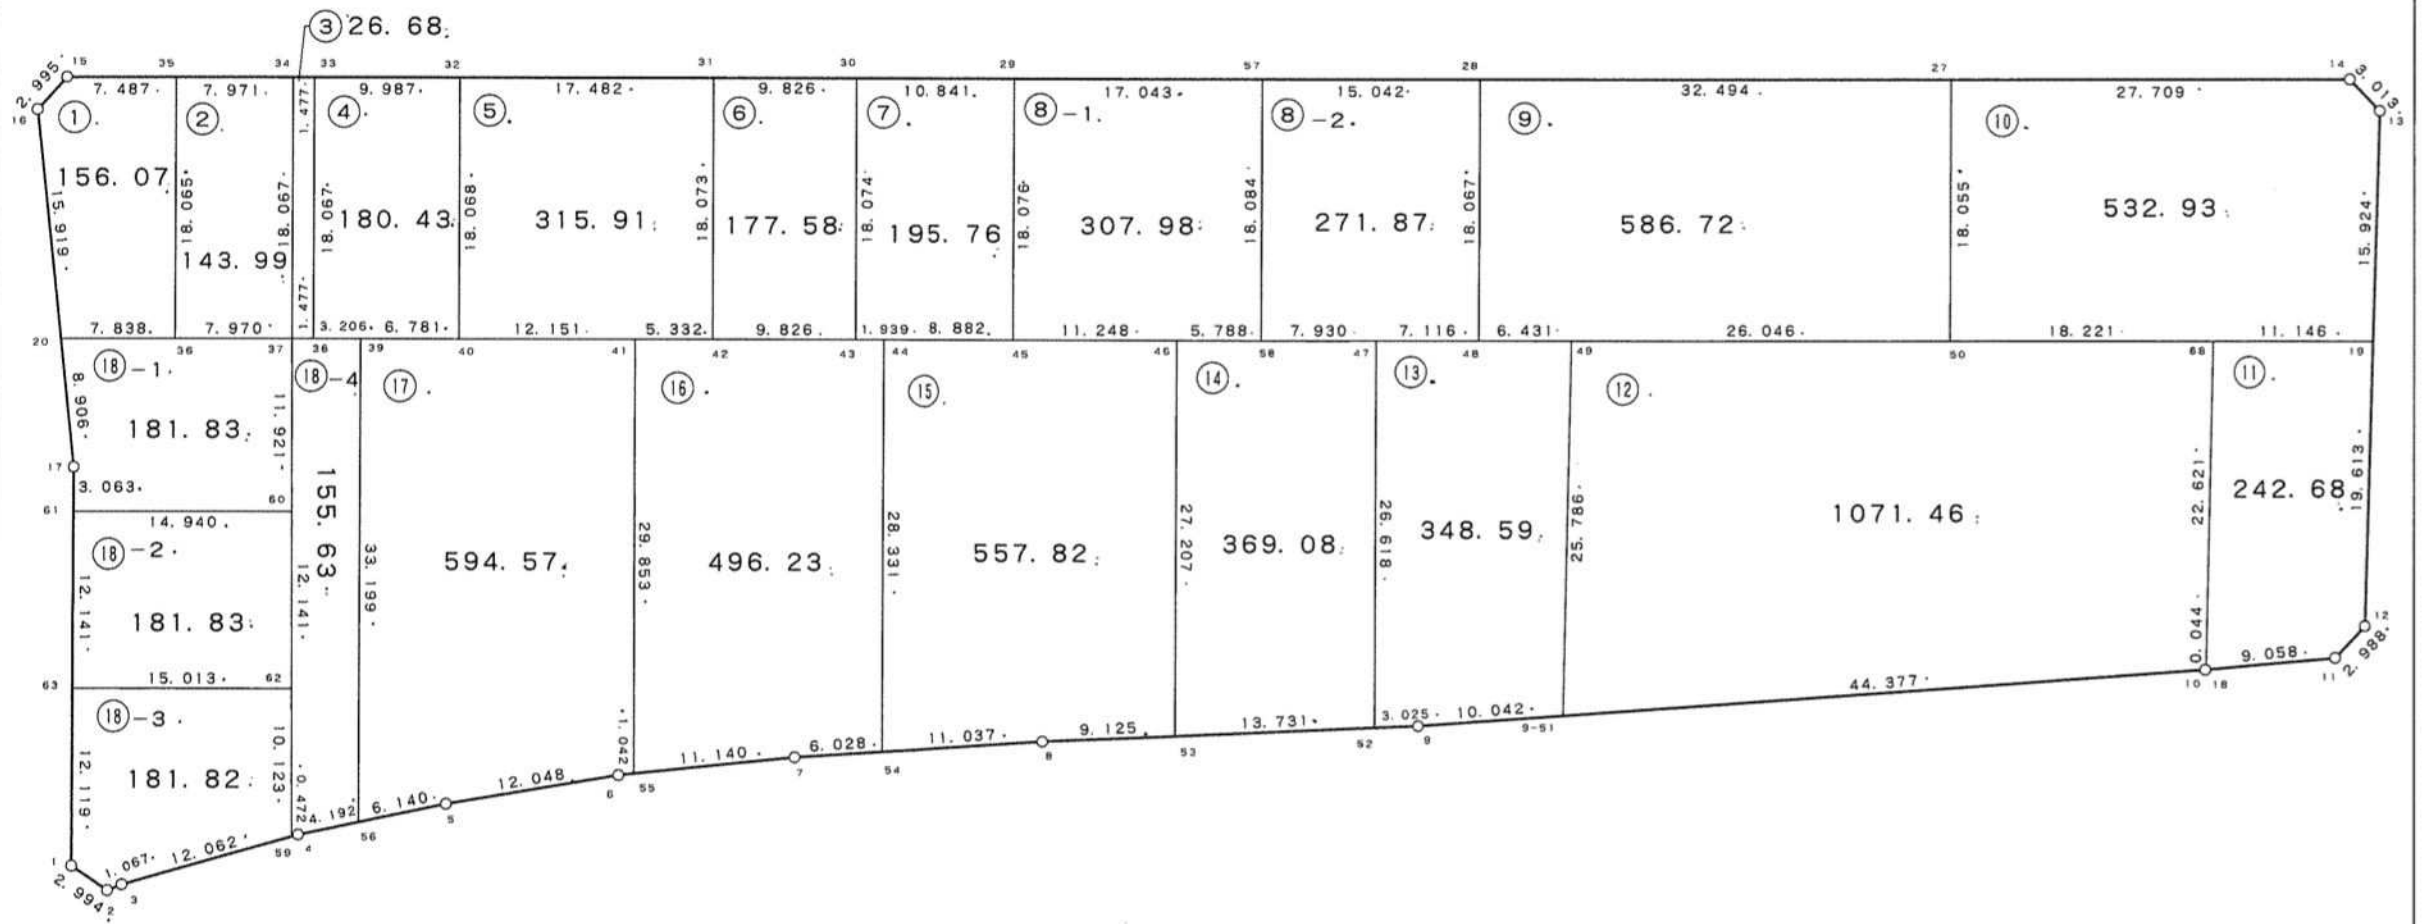 ③ 26. 68.
15 35 34 33 32 31 30 29 57 28 27 14
2. 995. 7. 487. 7. 971. 9. 987. 17. 482. 9. 826. 10. 841. 17. 043. 15. 042. 32. 494. 27. 709 3. 013.
16 ① . ② . 1. 477. ④ . ⑤ . ⑥ . ⑦ . ⑧ -1. ⑧ -2. ⑨ . ⑩ . 13
156. 07 143. 99 180. 43 315. 91 177. 58 195. 76 307. 98 271. 87 586. 72 532. 93
15. 919. 18. 065. 18. 067. 18. 067. 18. 068. 18. 073. 18. 074. 18. 076. 18. 084. 18. 067. 18. 055. 15. 924.
7. 838. 7. 970. 1. 477. 3. 206. 6. 781. 12. 151. 5. 332. 9. 826. 1. 939. 8. 882. 11. 248. 5. 788. 7. 930. 7. 116. 6. 431. 26. 046. 18. 221. 11. 146.
20 36 37 36 39 40 41 42 43 44 45 46 58 47 48 49 50 68 19
⑱ -1. ⑱ -4 ⑰ . ⑯ . ⑮ . ⑭ . ⑬ . ⑫ . ⑪ .
8. 906. 181. 83 11. 921.
17 3. 063. 60
61 14. 940.
155. 63
⑱ -2.
12. 141. 181. 83 12. 141.
33. 199. 594. 57 29. 853. 496. 23 28. 331. 557. 82 27. 207. 369. 08 26. 618. 348. 59 25. 786. 1071. 46 22. 621. 242. 68 19. 613.
63 15. 013. 62
⑱ -3.
12. 119. 181. 82 10. 123. 0. 472
1. 042 0. 044 12
4. 192 6. 140. 12. 048. 11. 140. 6. 028. 11. 037. 9. 125. 13. 731. 3. 025. 10. 042. 44. 377. 9. 058. 2. 988.
59 4 56 5 6 55 7 54 8 53 52 9 9-51 10 18 11
1 2. 994. 2 1. 067. 3 12. 062